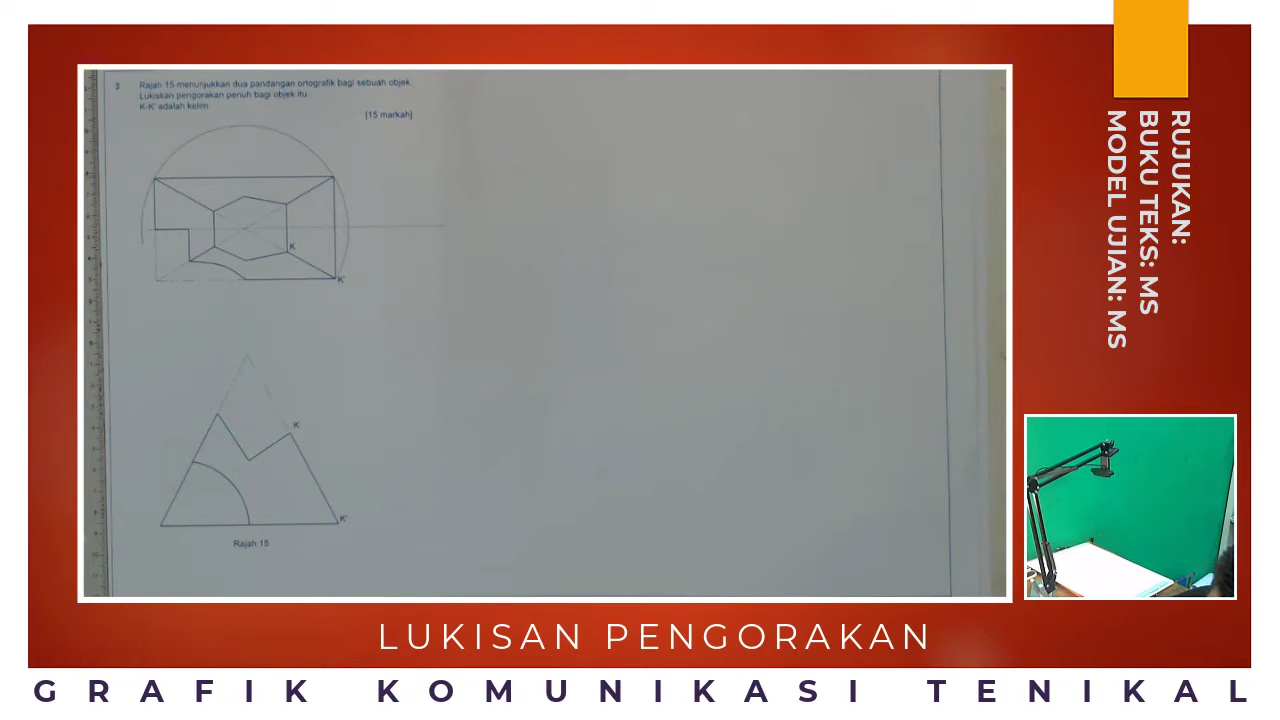 3 Rajah 15 menunjukkan dua pandangan ortografik bagi sebuah objek.
Lukiskan pengorakan penuh bagi objek itu
K-K' adalah kelim
[15 markah]
K
K'
K
K'
Rajah 15
RUJUKAN:
BUKU TEKS: MS
MODEL UJIAN: MS
LUKISAN PENGORAKAN
GRAFIK KOMUNIKASI TENIKAL